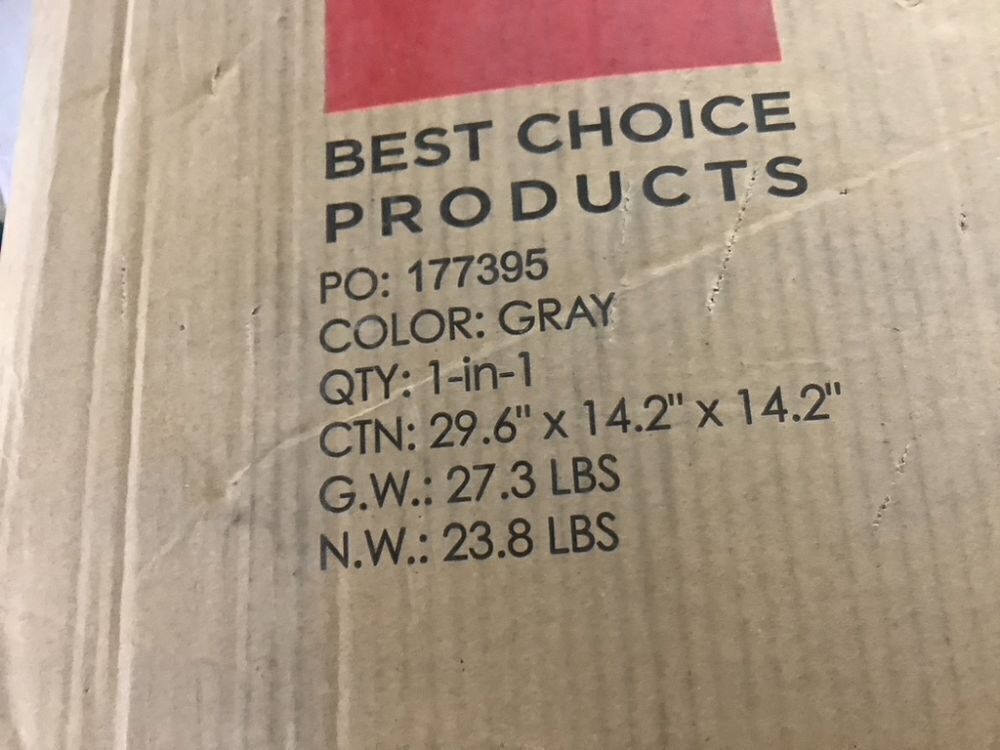 BEST CHOICE
PRODUCTS
PO: 177395
COLOR: GRAY
QTY: 1-in-1
CTN: 29.6" x 14.2" x 14.2"
G.W.: 27.3 LBS
N.W.: 23.8 LBS